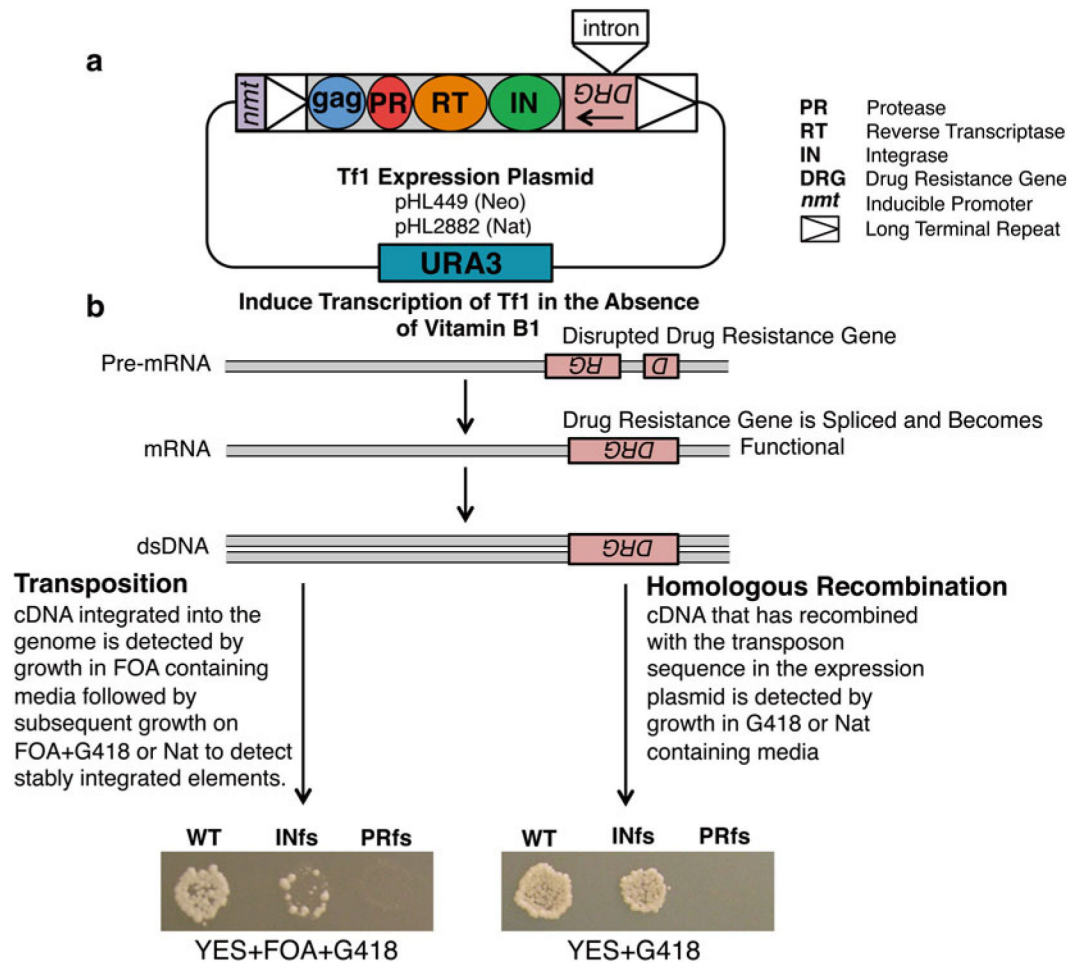 a
intron
nmt
gag
PR
RT
IN
DRG
Tf1 Expression Plasmid
pHL449 (Neo)
pHL2882 (Nat)
URA3
PR Protease
RT Reverse Transcriptase
IN Integrase
DRG Drug Resistance Gene
nmt Inducible Promoter
Long Terminal Repeat
b
Induce Transcription of Tf1 in the Absence
of Vitamin B1
Disrupted Drug Resistance Gene
Pre-mRNA
RG
D
Drug Resistance Gene is Spliced and Becomes
Functional
mRNA
DRG
dsDNA
DRG
Transposition
cDNA integrated into the
genome is detected by
growth in FOA containing
media followed by
subsequent growth on
FOA+G418 or Nat to detect
stably integrated elements.
Homologous Recombination
cDNA that has recombined
with the transposon
sequence in the expression
plasmid is detected by
growth in G418 or Nat
containing media
WT INfs PRfs
YES+FOA+G418
WT INfs PRfs
YES+G418